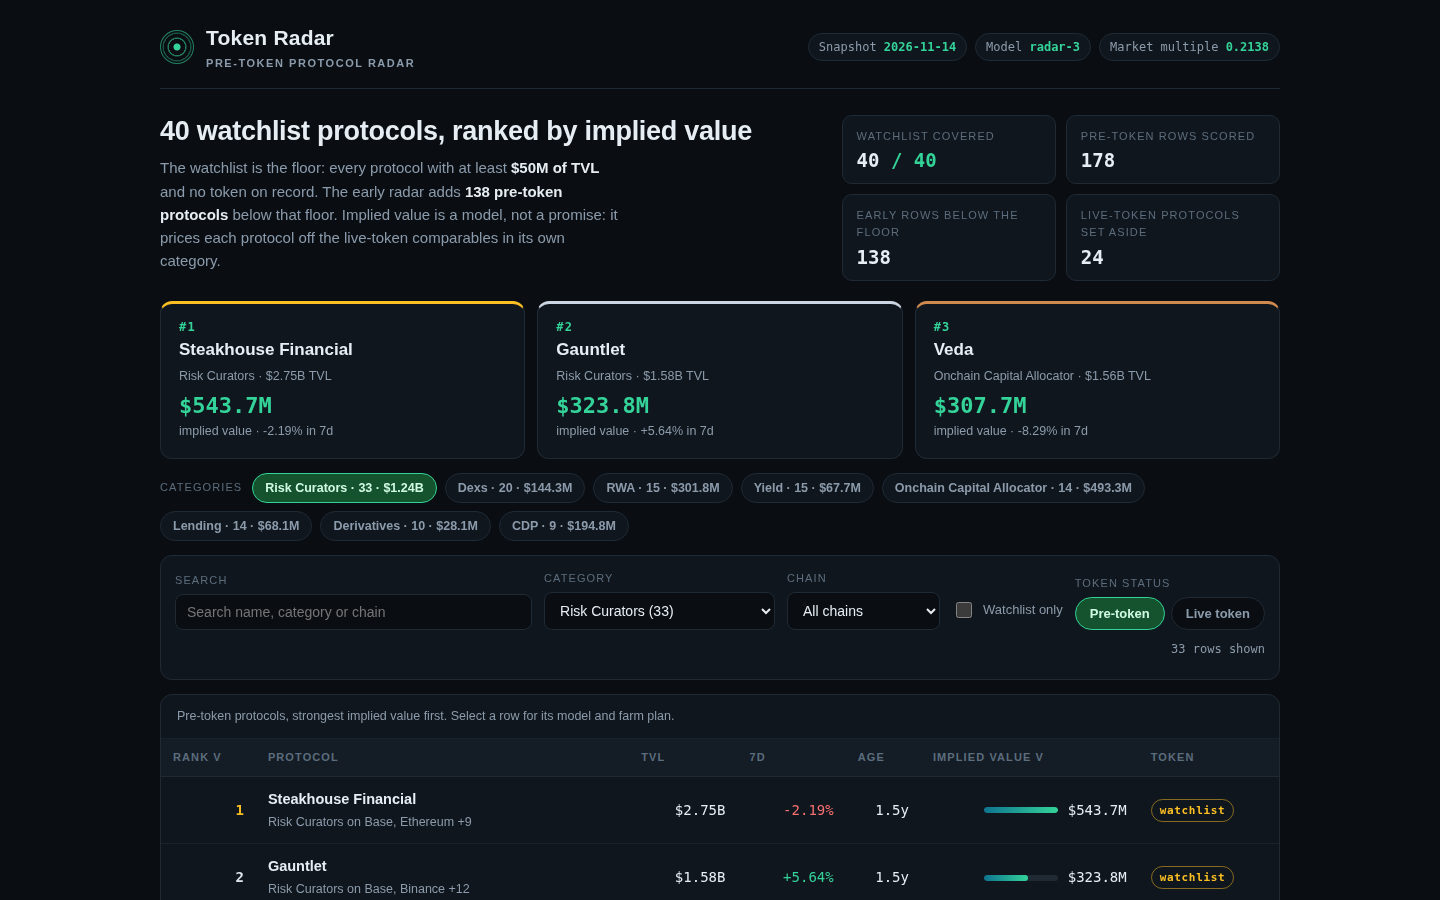 Token Radar
PRE-TOKEN PROTOCOL RADAR
Snapshot 2026-11-14
Model radar-3
Market multiple 0.2138
40 watchlist protocols, ranked by implied value
The watchlist is the floor: every protocol with at least $50M of TVL
and no token on record. The early radar adds 138 pre-token
protocols below that floor. Implied value is a model, not a promise: it
prices each protocol off the live-token comparables in its own
category.
WATCHLIST COVERED
40 / 40
PRE-TOKEN ROWS SCORED
178
EARLY ROWS BELOW THE
FLOOR
138
LIVE-TOKEN PROTOCOLS
SET ASIDE
24
#1
Steakhouse Financial
Risk Curators · $2.75B TVL
$543.7M
implied value · -2.19% in 7d
#2
Gauntlet
Risk Curators · $1.58B TVL
$323.8M
implied value · +5.64% in 7d
#3
Veda
Onchain Capital Allocator · $1.56B TVL
$307.7M
implied value · -8.29% in 7d
CATEGORIES
Risk Curators · 33 · $1.24B
Dexs · 20 · $144.3M
RWA · 15 · $301.8M
Yield · 15 · $67.7M
Onchain Capital Allocator · 14 · $493.3M
Lending · 14 · $68.1M
Derivatives · 10 · $28.1M
CDP · 9 · $194.8M
SEARCH
Search name, category or chain
CATEGORY
Risk Curators (33)
CHAIN
All chains
Watchlist only
TOKEN STATUS
Pre-token
Live token
33 rows shown
Pre-token protocols, strongest implied value first. Select a row for its model and farm plan.
RANK V PROTOCOL TVL 7D AGE IMPLIED VALUE V TOKEN
1 Steakhouse Financial $2.75B -2.19% 1.5y $543.7M watchlist
Risk Curators on Base, Ethereum +9
2 Gauntlet $1.58B +5.64% 1.5y $323.8M watchlist
Risk Curators on Base, Binance +12